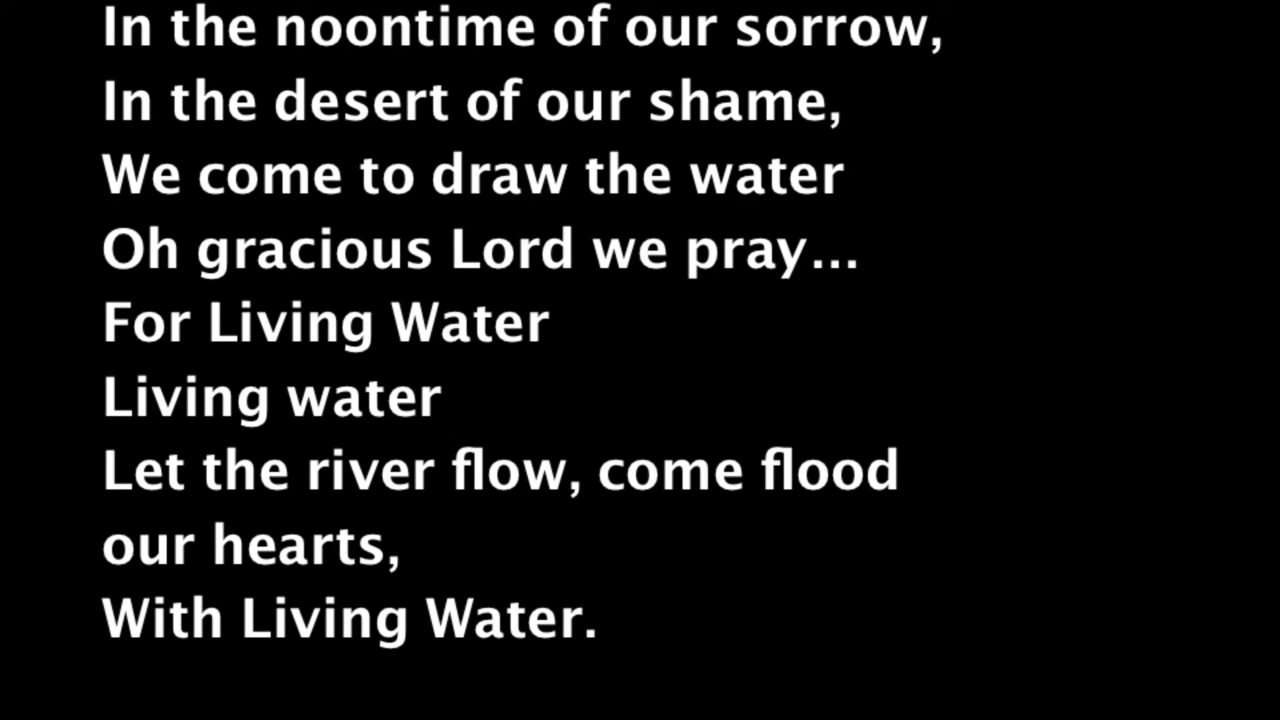 In the noontime of our sorrow,
In the desert of our shame,
We come to draw the water
Oh gracious Lord we pray...
For Living Water
Living water
Let the river flow, come flood
our hearts,
With Living Water.